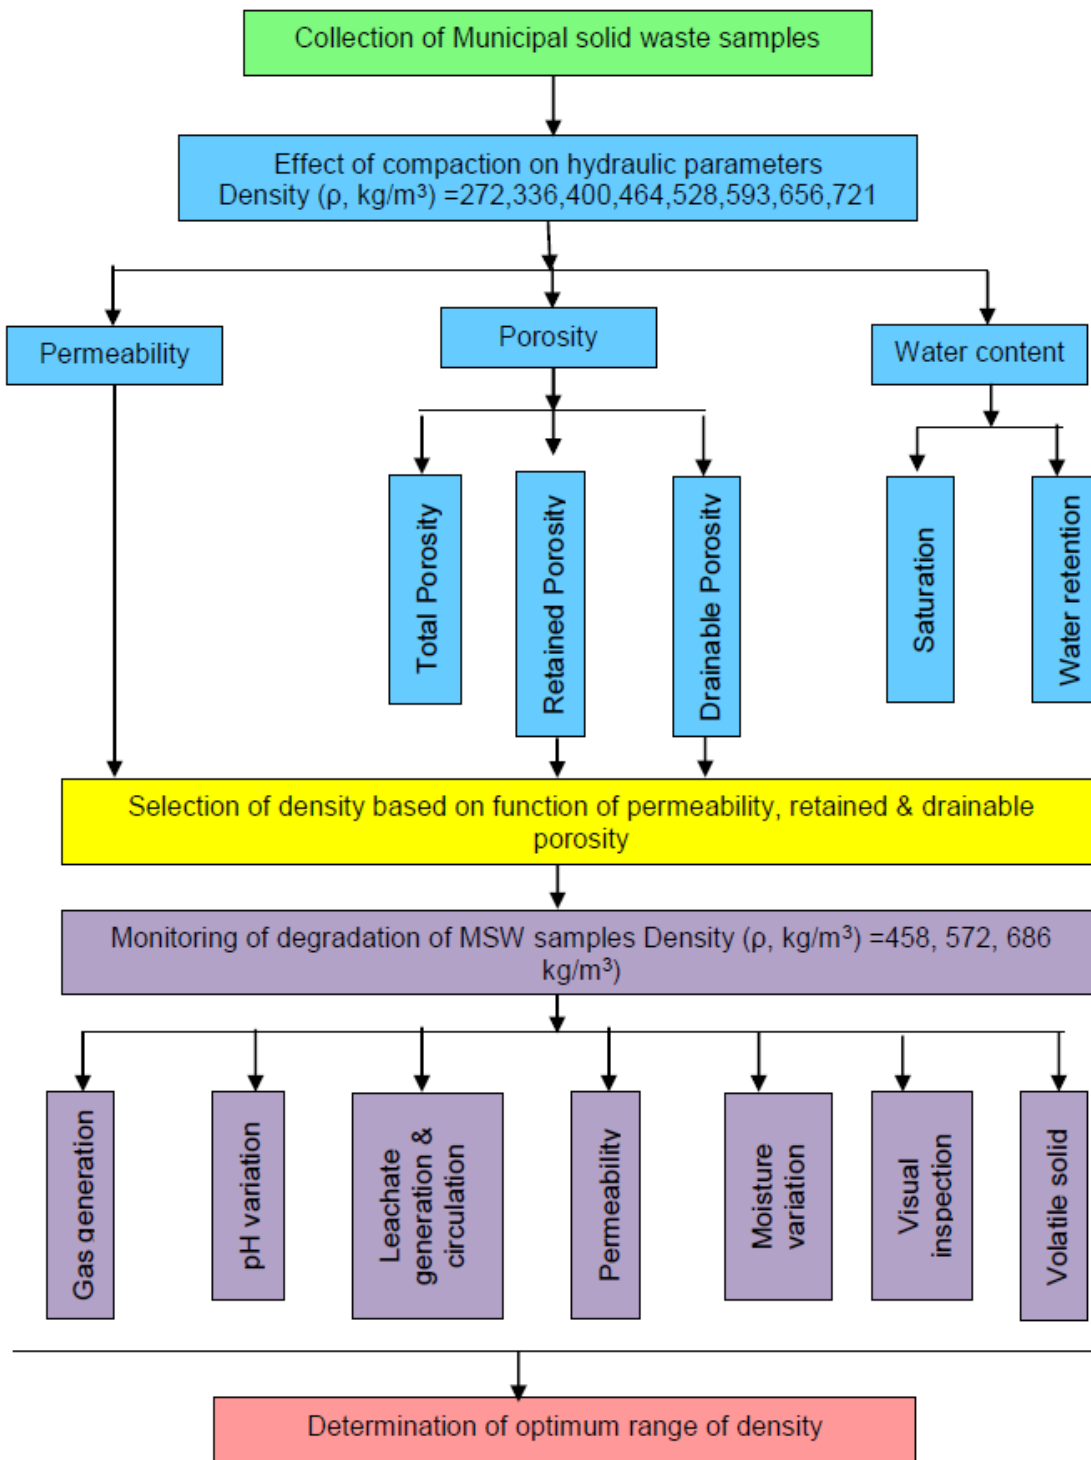 Collection of Municipal solid waste samples
Effect of compaction on hydraulic parameters
Density (ρ, kg/m³) =272,336,400,464,528,593,656,721
Permeability
Porosity
Water content
Total Porosity
Retained Porosity
Drainable Porosity
Saturation
Water retention
Selection of density based on function of permeability, retained & drainable
porosity
Monitoring of degradation of MSW samples Density (ρ, kg/m³) =458, 572, 686
kg/m³)
Gas generation
pH variation
Leachate
generation &
circulation
Permeability
Moisture
variation
Visual
inspection
Volatile solid
Determination of optimum range of density